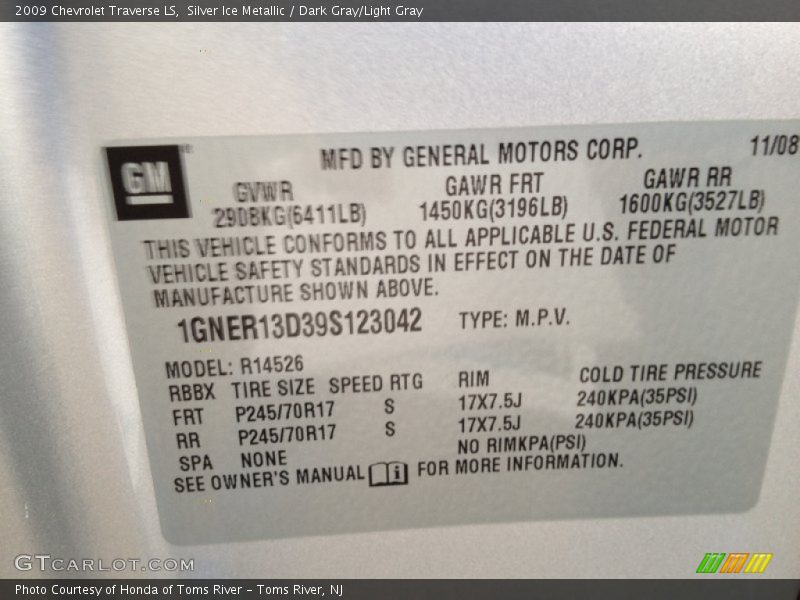 2009 Chevrolet Traverse LS,  Silver Ice Metallic / Dark Gray/Light Gray
GM
MFD BY GENERAL MOTORS CORP. 11/08
GVWR GAWR FRT GAWR RR
2908KG(6411LB) 1450KG(3196LB) 1600KG(3527LB)
THIS VEHICLE CONFORMS TO ALL APPLICABLE U.S. FEDERAL MOTOR
VEHICLE SAFETY STANDARDS IN EFFECT ON THE DATE OF
MANUFACTURE SHOWN ABOVE.
1GNER13D39S123042 TYPE: M.P.V.
MODEL: R14526
RBBX TIRE SIZE SPEED RTG RIM COLD TIRE PRESSURE
FRT P245/70R17 S 17X7.5J 240KPA(35PSI)
RR P245/70R17 S 17X7.5J 240KPA(35PSI)
SPA NONE NO RIMKPA(PSI)
SEE OWNER'S MANUAL i FOR MORE INFORMATION.
GTCARLOT.COM
Photo Courtesy of Honda of Toms River – Toms River, NJ